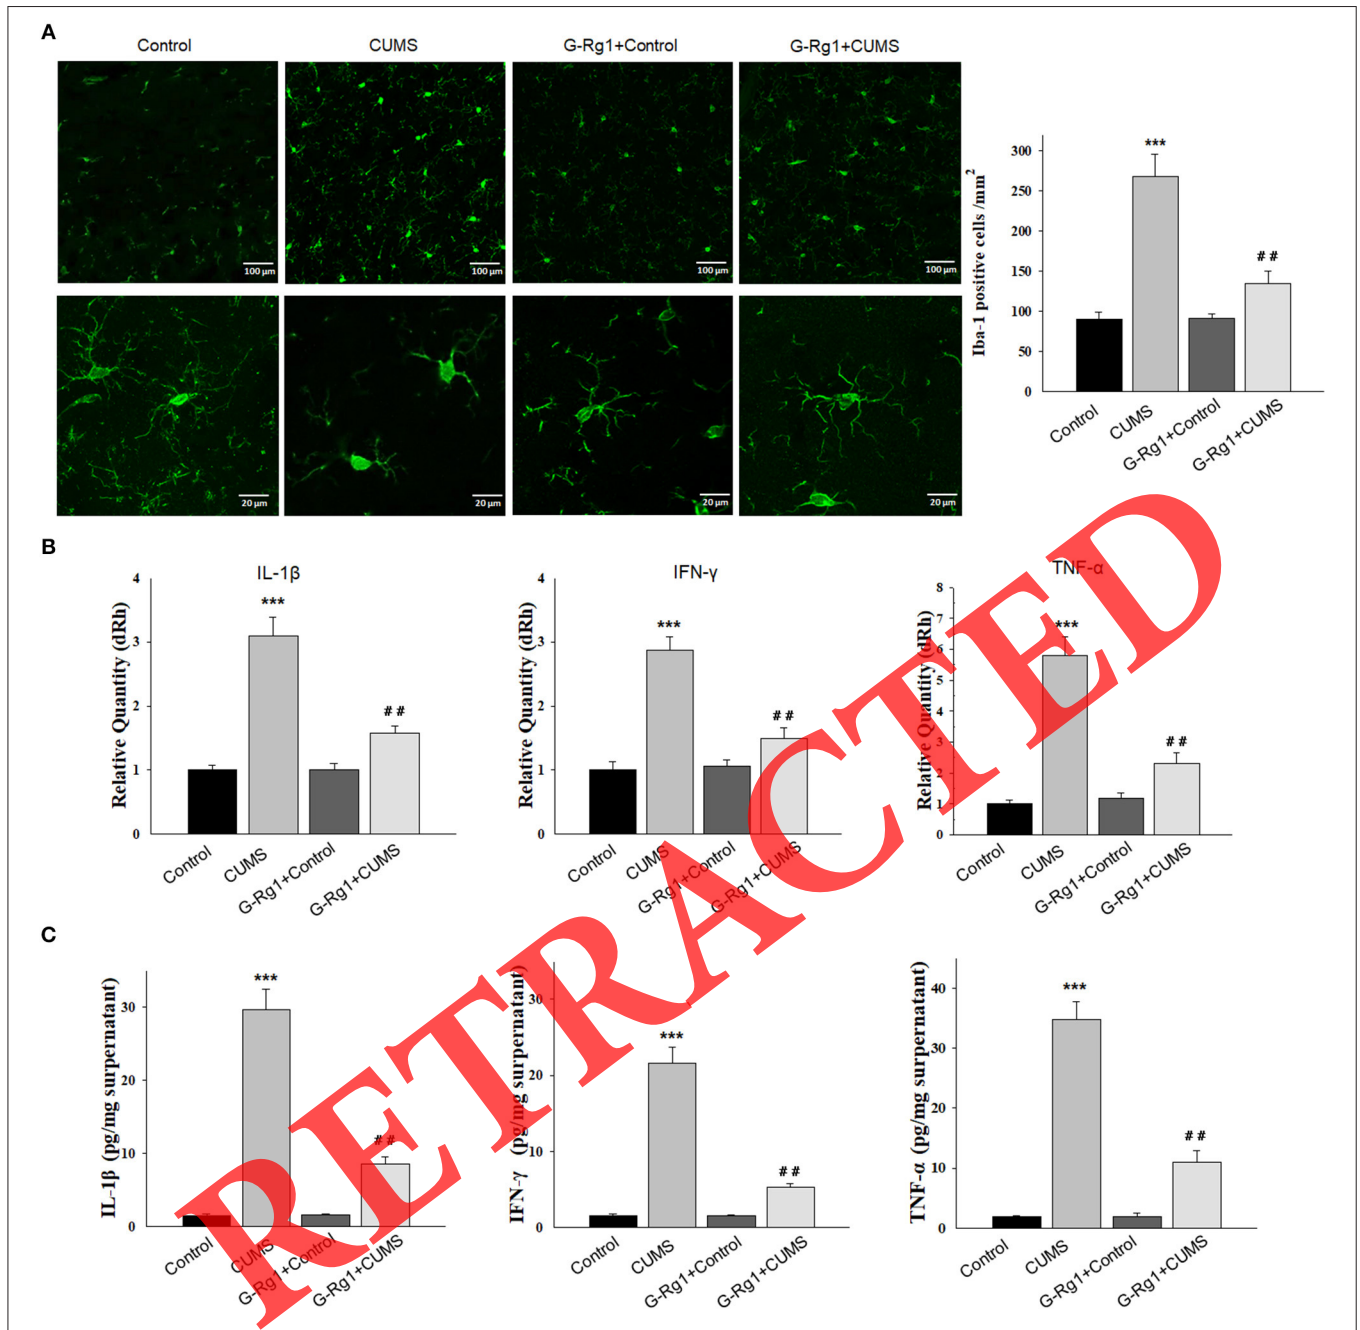 A
Control
CUMS
G-Rg1+Control
G-Rg1+CUMS
100 µm
100 µm
100 µm
100 µm
20 µm
20 µm
20 µm
20 µm
Iba-1 positive cells /mm²
300
250
200
150
100
50
0
***
##
Control
CUMS
G-Rg1+Control
G-Rg1+CUMS
B
IL-1β
Relative Quantity (dRh)
4
3
2
1
0
***
##
Control
CUMS
G-Rg1+Control
G-Rg1+CUMS
IFN-γ
Relative Quantity (dRh)
4
3
2
1
0
***
##
Control
CUMS
G-Rg1+Control
G-Rg1+CUMS
TNF-α
Relative Quantity (dRh)
8
7
6
5
4
3
2
1
0
***
##
Control
CUMS
G-Rg1+Control
G-Rg1+CUMS
C
IL-1β (pg/mg surpernatant)
30
20
10
0
***
##
Control
CUMS
G-Rg1+Control
G-Rg1+CUMS
IFN-γ (pg/mg surpernatant)
30
20
10
0
***
##
Control
CUMS
G-Rg1+Control
G-Rg1+CUMS
TNF-α (pg/mg surpernatant)
40
30
20
10
0
***
##
Control
CUMS
G-Rg1+Control
G-Rg1+CUMS
RETRACTED